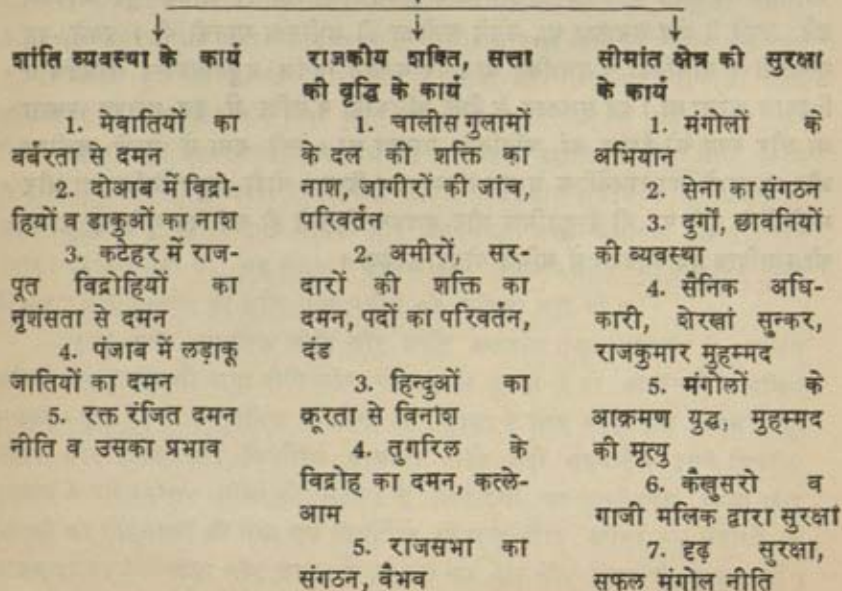 शांति व्यवस्था के कार्य
1. मेवातियों का
बर्बरता से दमन
2. दोआब में विद्रो-
हियों व डाकुओं का नाश
3. कटेहर में राज-
पूत विद्रोहियों का
नृशंसता से दमन
4. पंजाब में लड़ाकू
जातियों का दमन
5. रक्त रंजित दमन
नीति व उसका प्रभाव
राजकीय शक्ति, सत्ता
की वृद्धि के कार्य
1. चालीस गुलामों
के दल की शक्ति का
नाश, जागीरों की जांच,
परिवर्तन
2. अमीरों, सर-
दारों की शक्ति का
दमन, पदों का परिवर्तन,
दंड
3. हिन्दुओं का
क्रूरता से विनाश
4. तुगरिल के
विद्रोह का दमन, कत्ले-
आम
5. राजसभा का
संगठन, वैभव
सीमांत क्षेत्र की सुरक्षा
के कार्य
1. मंगोलों के
अभियान
2. सेना का संगठन
3. दुर्गों, छावनियों
की व्यवस्था
4. सैनिक अधि-
कारी, शेरखां सुन्कर,
राजकुमार मुहम्मद
5. मंगोलों के
आक्रमण युद्ध, मुहम्मद
की मृत्यु
6. कैखुसरो व
गाजी मलिक द्वारा सुरक्षा
7. दृढ़ सुरक्षा,
सफल मंगोल नीति